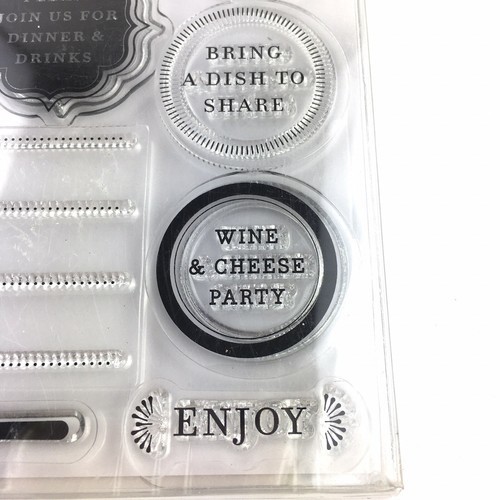 JOIN US FOR
DINNER &
DRINKS
BRING
A DISH TO
SHARE
WINE
& CHEESE
PARTY
ENJOY